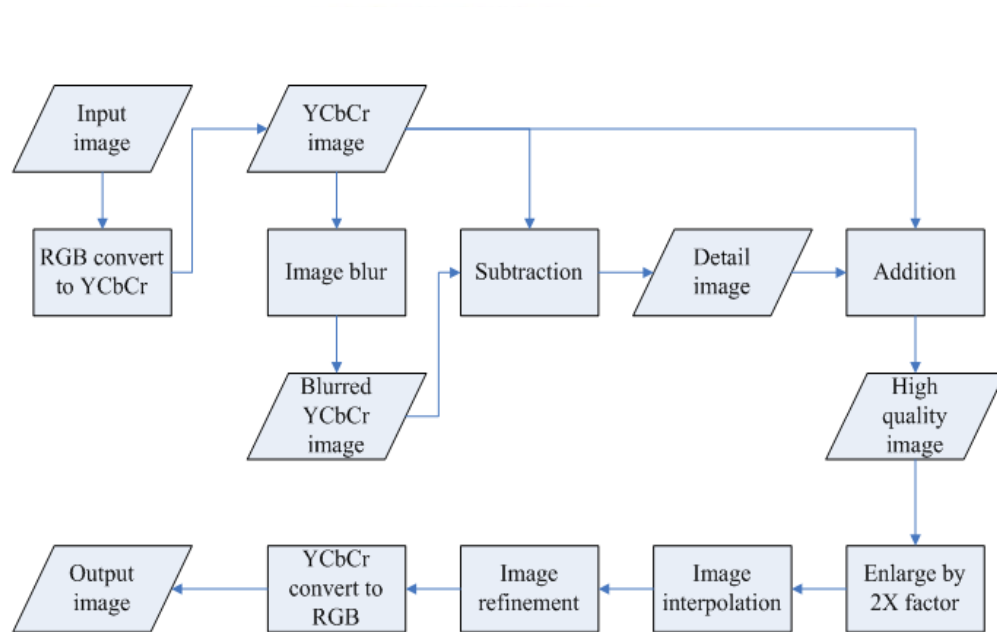 Input
image
YCbCr
image
RGB convert
to YCbCr
Image blur
Subtraction
Detail
image
Addition
Blurred
YCbCr
image
High
quality
image
Output
image
YCbCr
convert to
RGB
Image
refinement
Image
interpolation
Enlarge by
2X factor